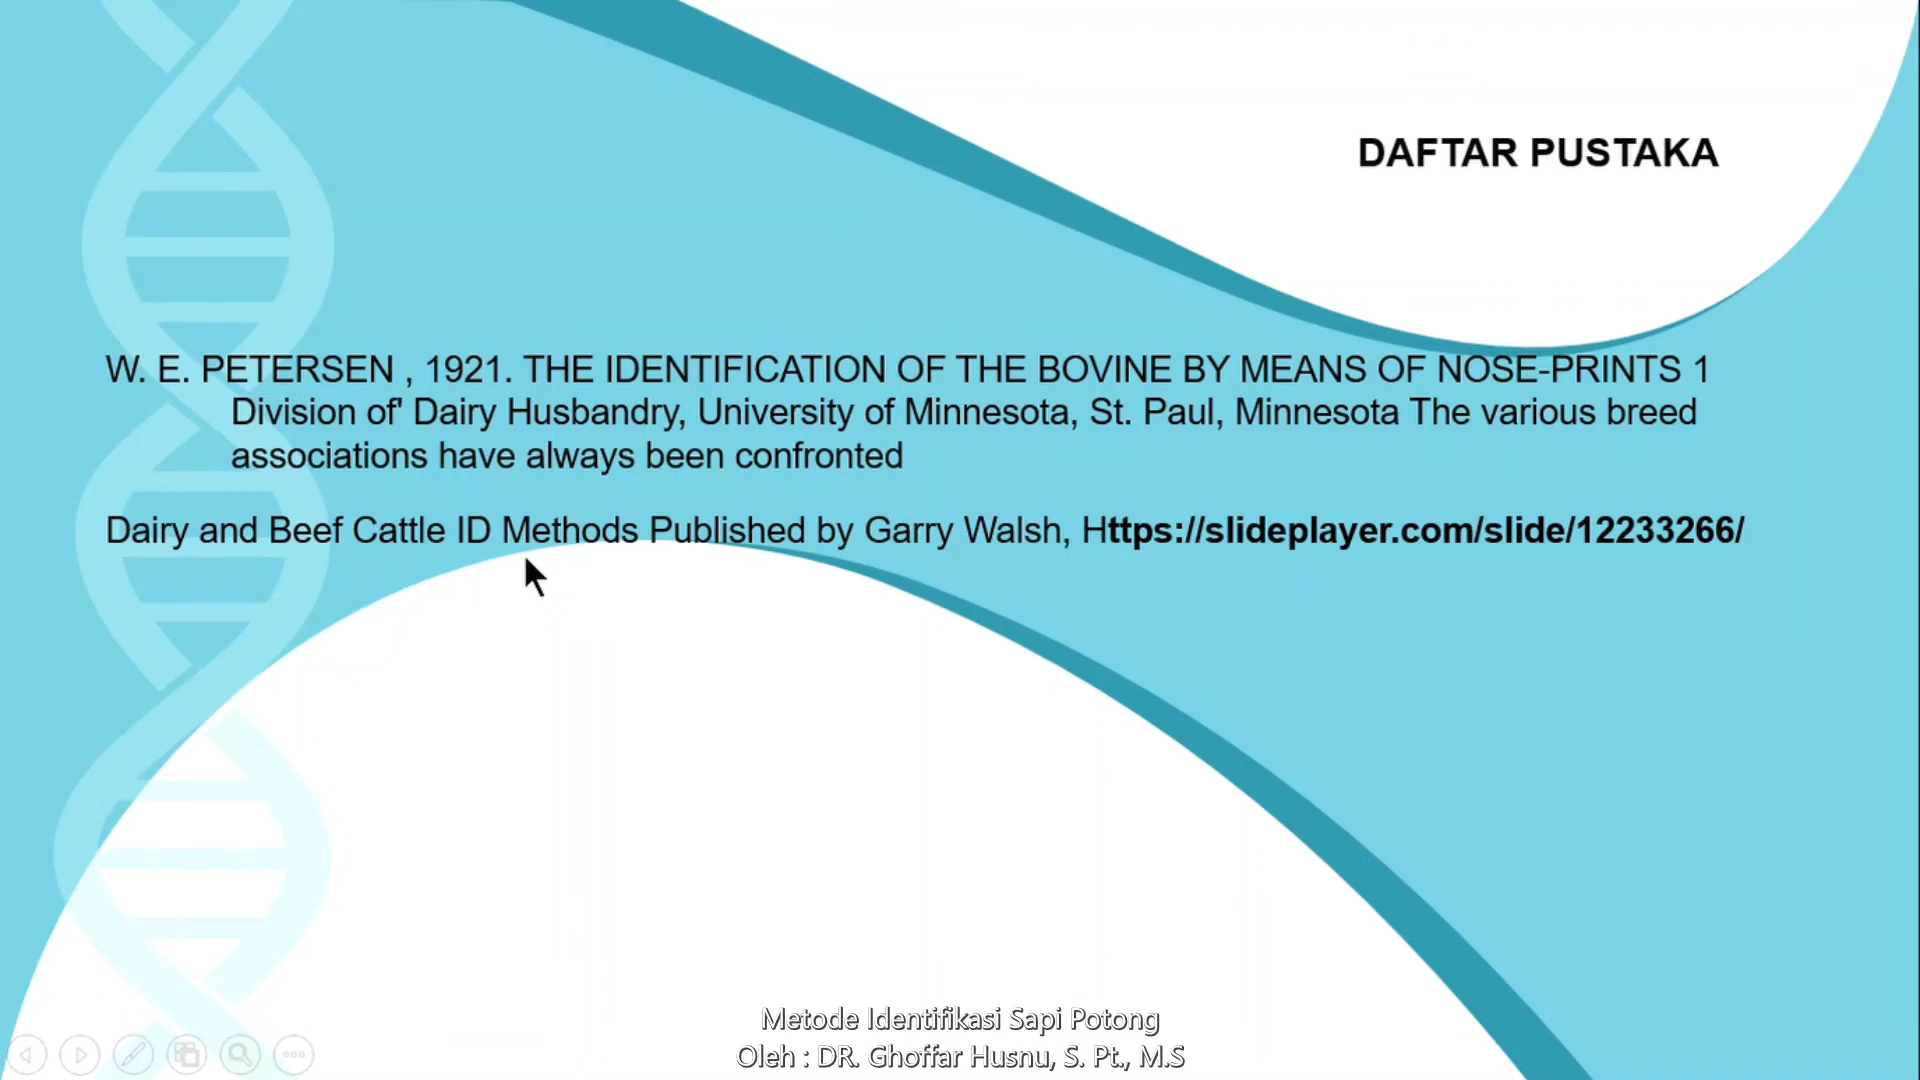 DAFTAR PUSTAKA
W. E. PETERSEN , 1921. THE IDENTIFICATION OF THE BOVINE BY MEANS OF NOSE-PRINTS 1
Division of' Dairy Husbandry, University of Minnesota, St. Paul, Minnesota The various breed
associations have always been confronted
Dairy and Beef Cattle ID Methods Published by Garry Walsh, Https://slideplayer.com/slide/12233266/
Metode Identifikasi Sapi Potong
Oleh : DR. Ghoffar Husnu, S. Pt., M.S